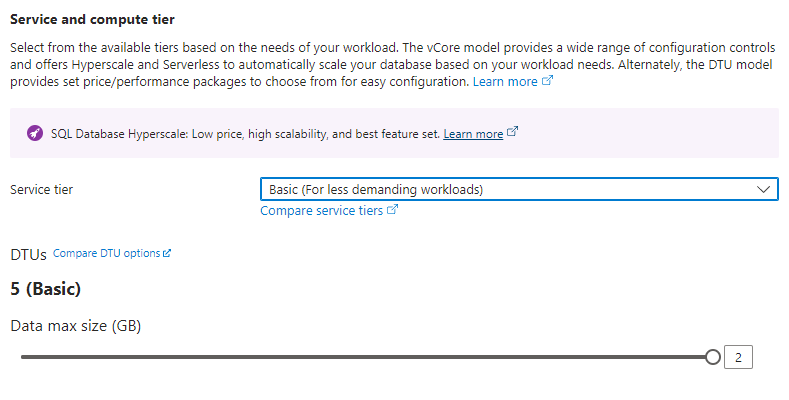 Service and compute tier
Select from the available tiers based on the needs of your workload. The vCore model provides a wide range of configuration controls
and offers Hyperscale and Serverless to automatically scale your database based on your workload needs. Alternately, the DTU model
provides set price/performance packages to choose from for easy configuration. Learn more
SQL Database Hyperscale: Low price, high scalability, and best feature set. Learn more
Service tier
Basic (For less demanding workloads)
Compare service tiers
DTUs Compare DTU options
5 (Basic)
Data max size (GB)
2